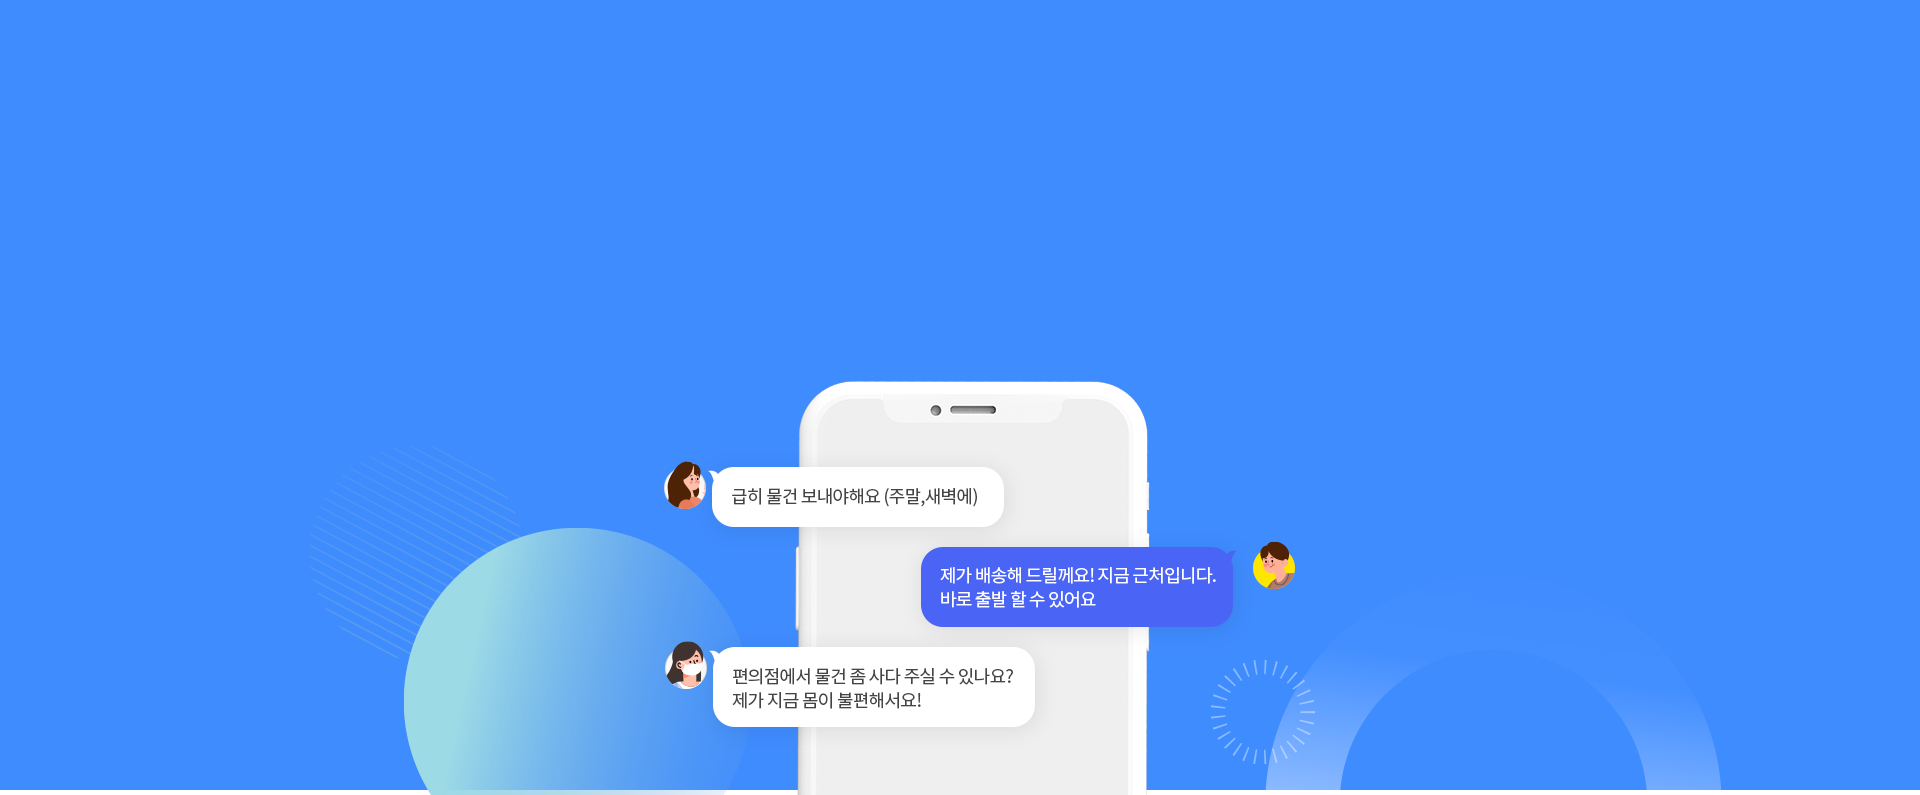 급히 물건 보내야해요 (주말,새벽에)
제가 배송해 드릴께요! 지금 근처입니다.
바로 출발 할 수 있어요
편의점에서 물건 좀 사다 주실 수 있나요?
제가 지금 몸이 불편해서요!